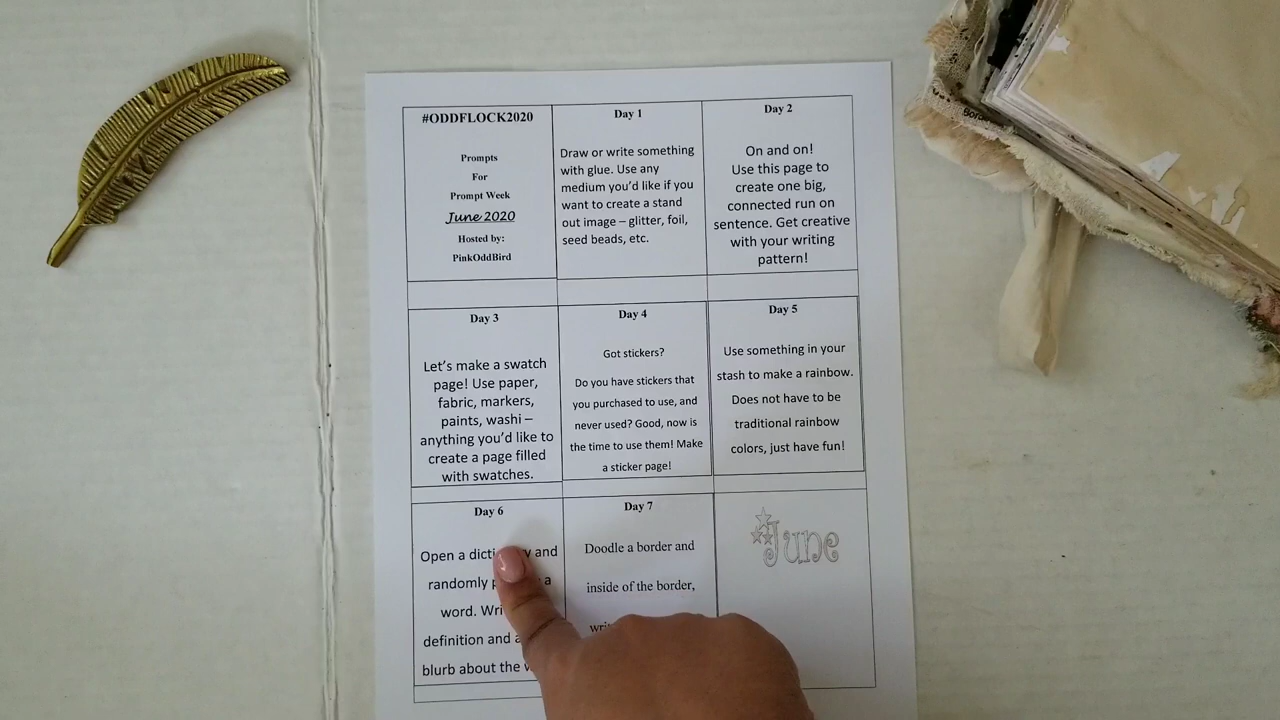 #ODDFLOCK2020
Prompts
For
Prompt Week
June 2020
Hosted by:
PinkOddBird
Day 1
Draw or write something
with glue. Use any
medium you'd like if you
want to create a stand
out image – glitter, foil,
seed beads, etc.
Day 2
On and on!
Use this page to
create one big,
connected run on
sentence. Get creative
with your writing
pattern!
Day 3
Let's make a swatch
page! Use paper,
fabric, markers,
paints, washi –
anything you'd like to
create a page filled
with swatches.
Day 4
Got stickers?
Do you have stickers that
you purchased to use, and
never used? Good, now is
the time to use them! Make
a sticker page!
Day 5
Use something in your
stash to make a rainbow.
Does not have to be
traditional rainbow
colors, just have fun!
Day 6
Open a and
randomly a
word.
definition and
blurb about the
Day 7
Doodle a border and
inside of the border,
June